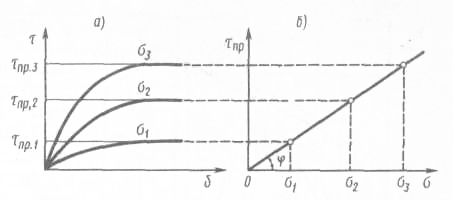 а)
б)
τ
τпр
τпр.3
σ3
τпр,2
σ2
τпр.1
σ1
φ
δ
0
σ1
σ2
σ3
σ